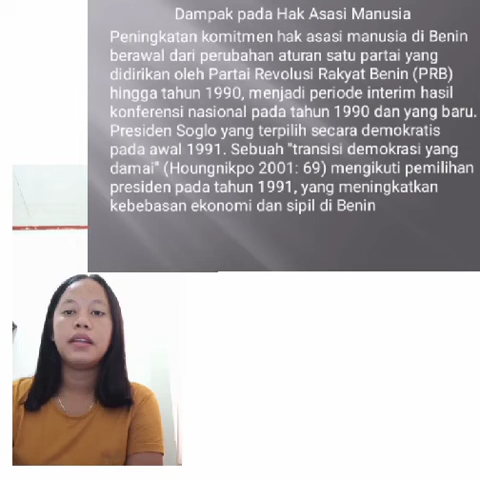 Dampak pada Hak Asasi Manusia
Peningkatan komitmen hak asasi manusia di Benin
berawal dari perubahan aturan satu partai yang
didirikan oleh Partai Revolusi Rakyat Benin (PRB)
hingga tahun 1990, menjadi periode interim hasil
konferensi nasional pada tahun 1990 dan yang baru.
Presiden Soglo yang terpilih secara demokratis
pada awal 1991. Sebuah "transisi demokrasi yang
damai" (Houngnikpo 2001: 69) mengikuti pemilihan
presiden pada tahun 1991, yang meningkatkan
kebebasan ekonomi dan sipil di Benin